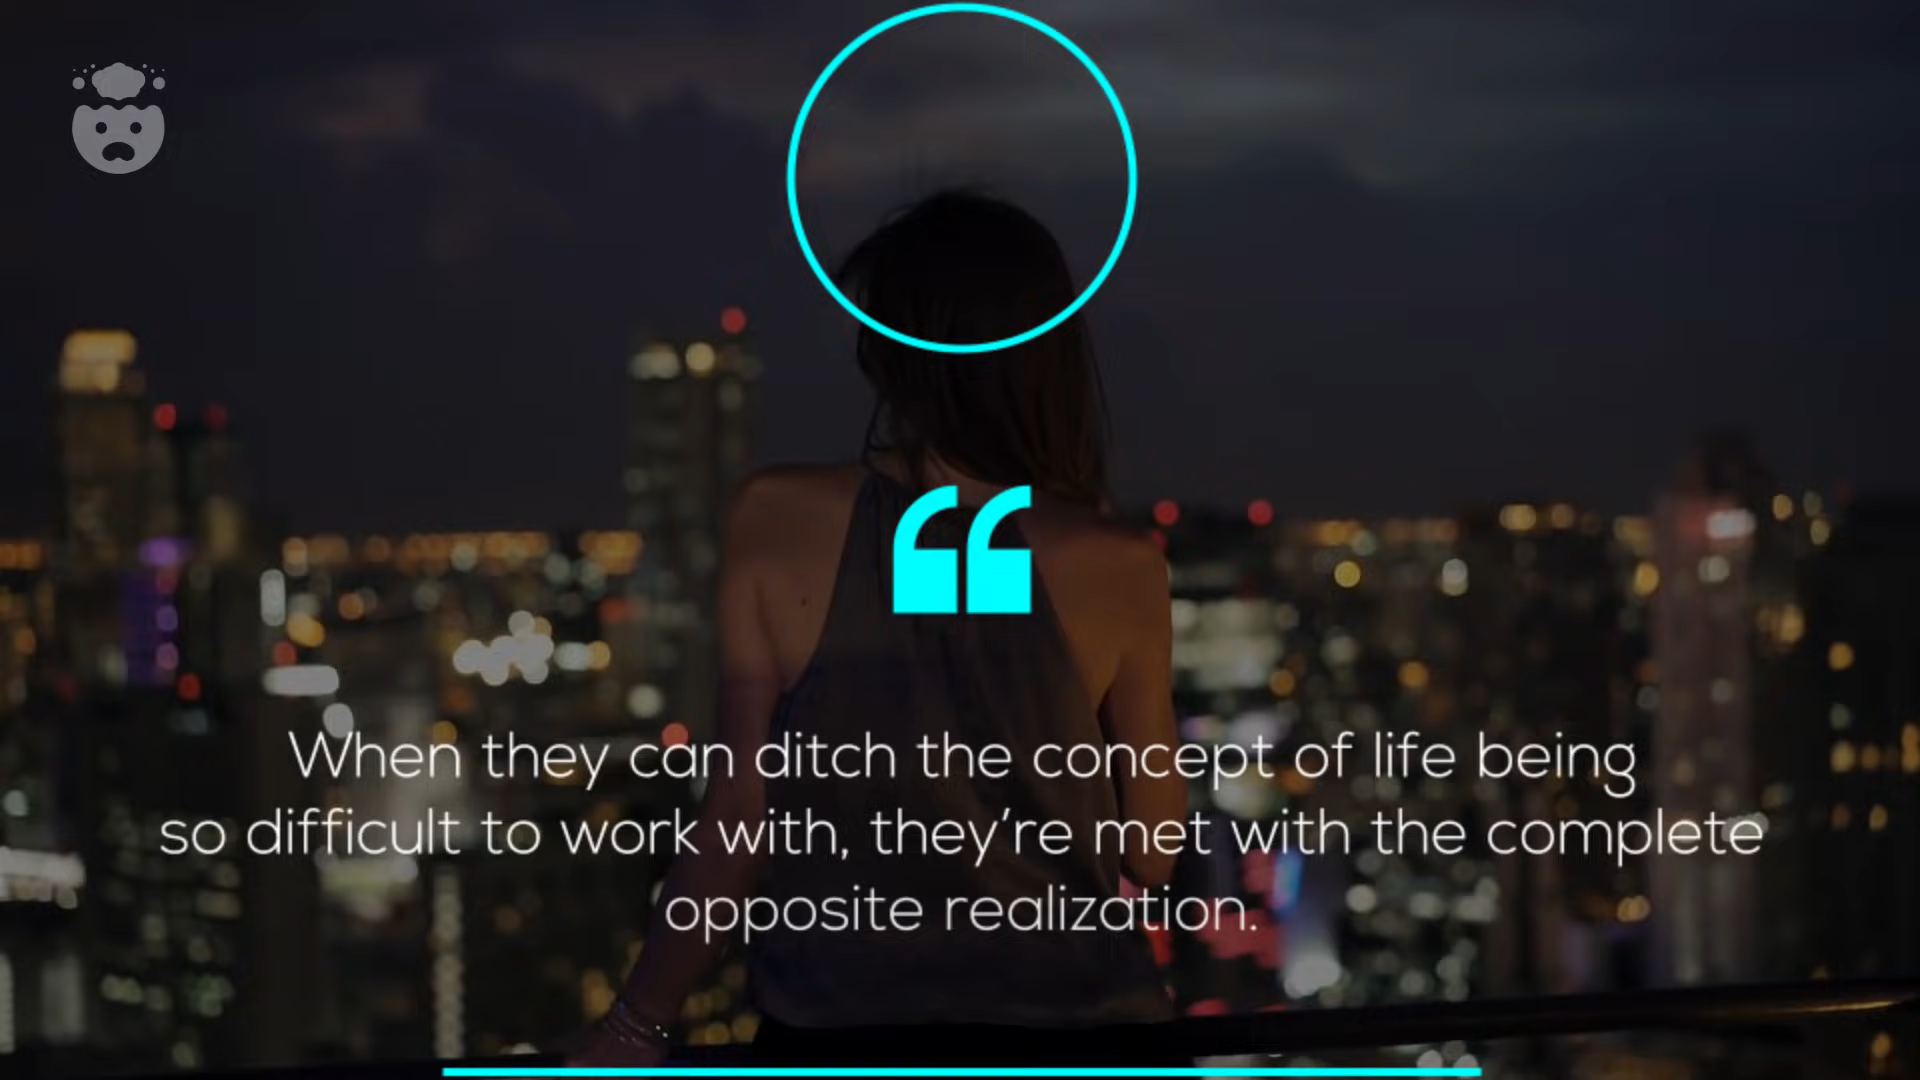 “
When they can ditch the concept of life being
so difficult to work with, they’re met with the complete
opposite realization.